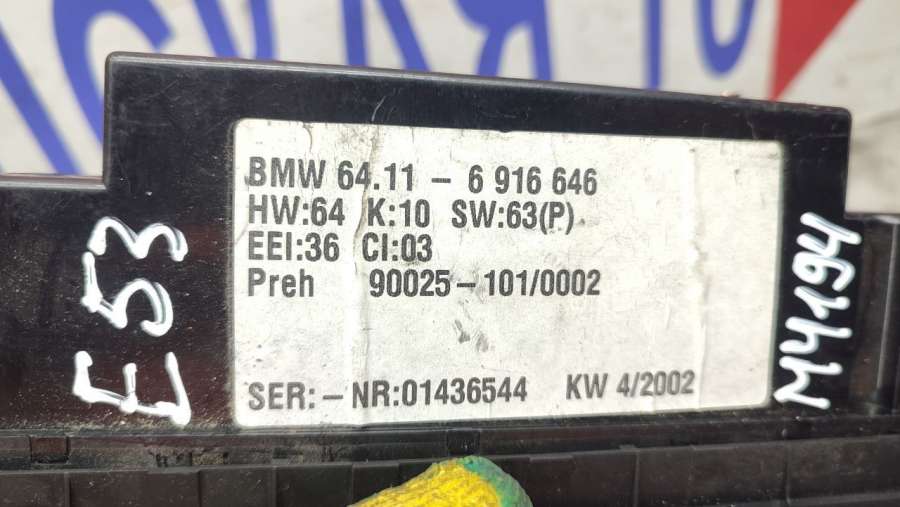 E53
BMW 64.11 – 6 916 646
HW:64 K:10 SW:63(P)
EEI:36 CI:03
Preh 90025–101/0002
SER:–NR:01436544 KW 4/2002
M4194